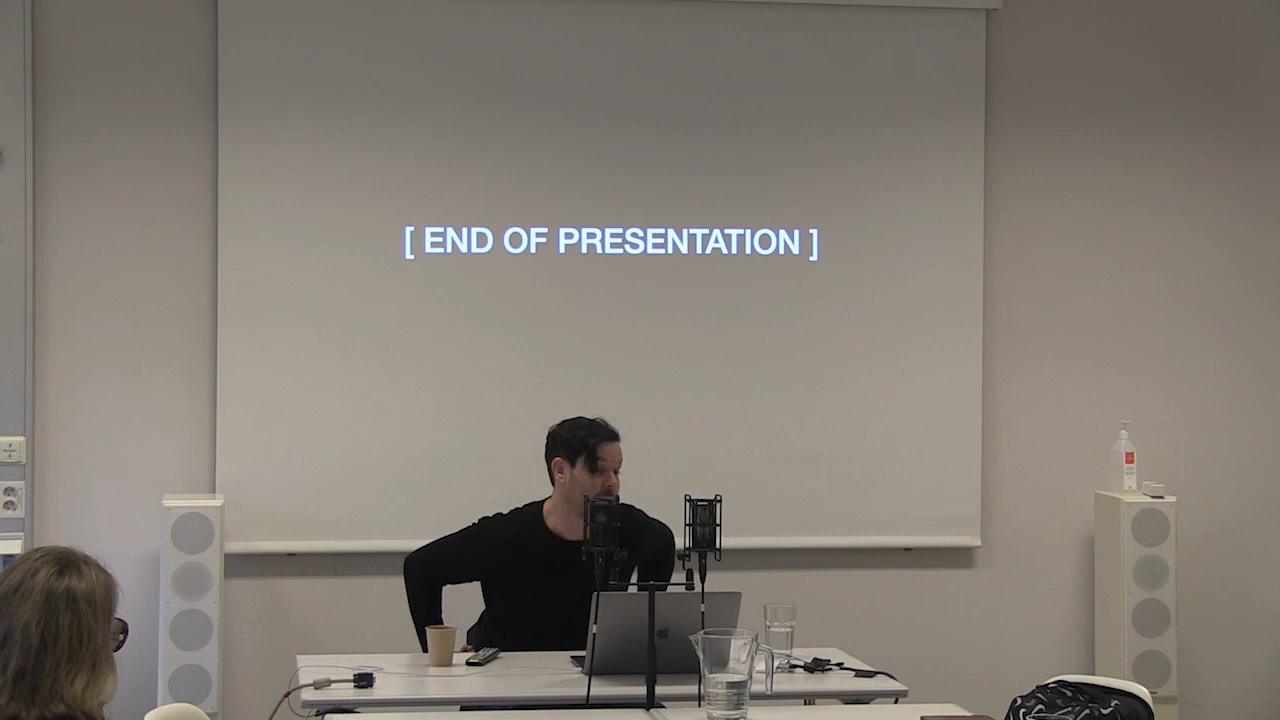 [ END OF PRESENTATION ]